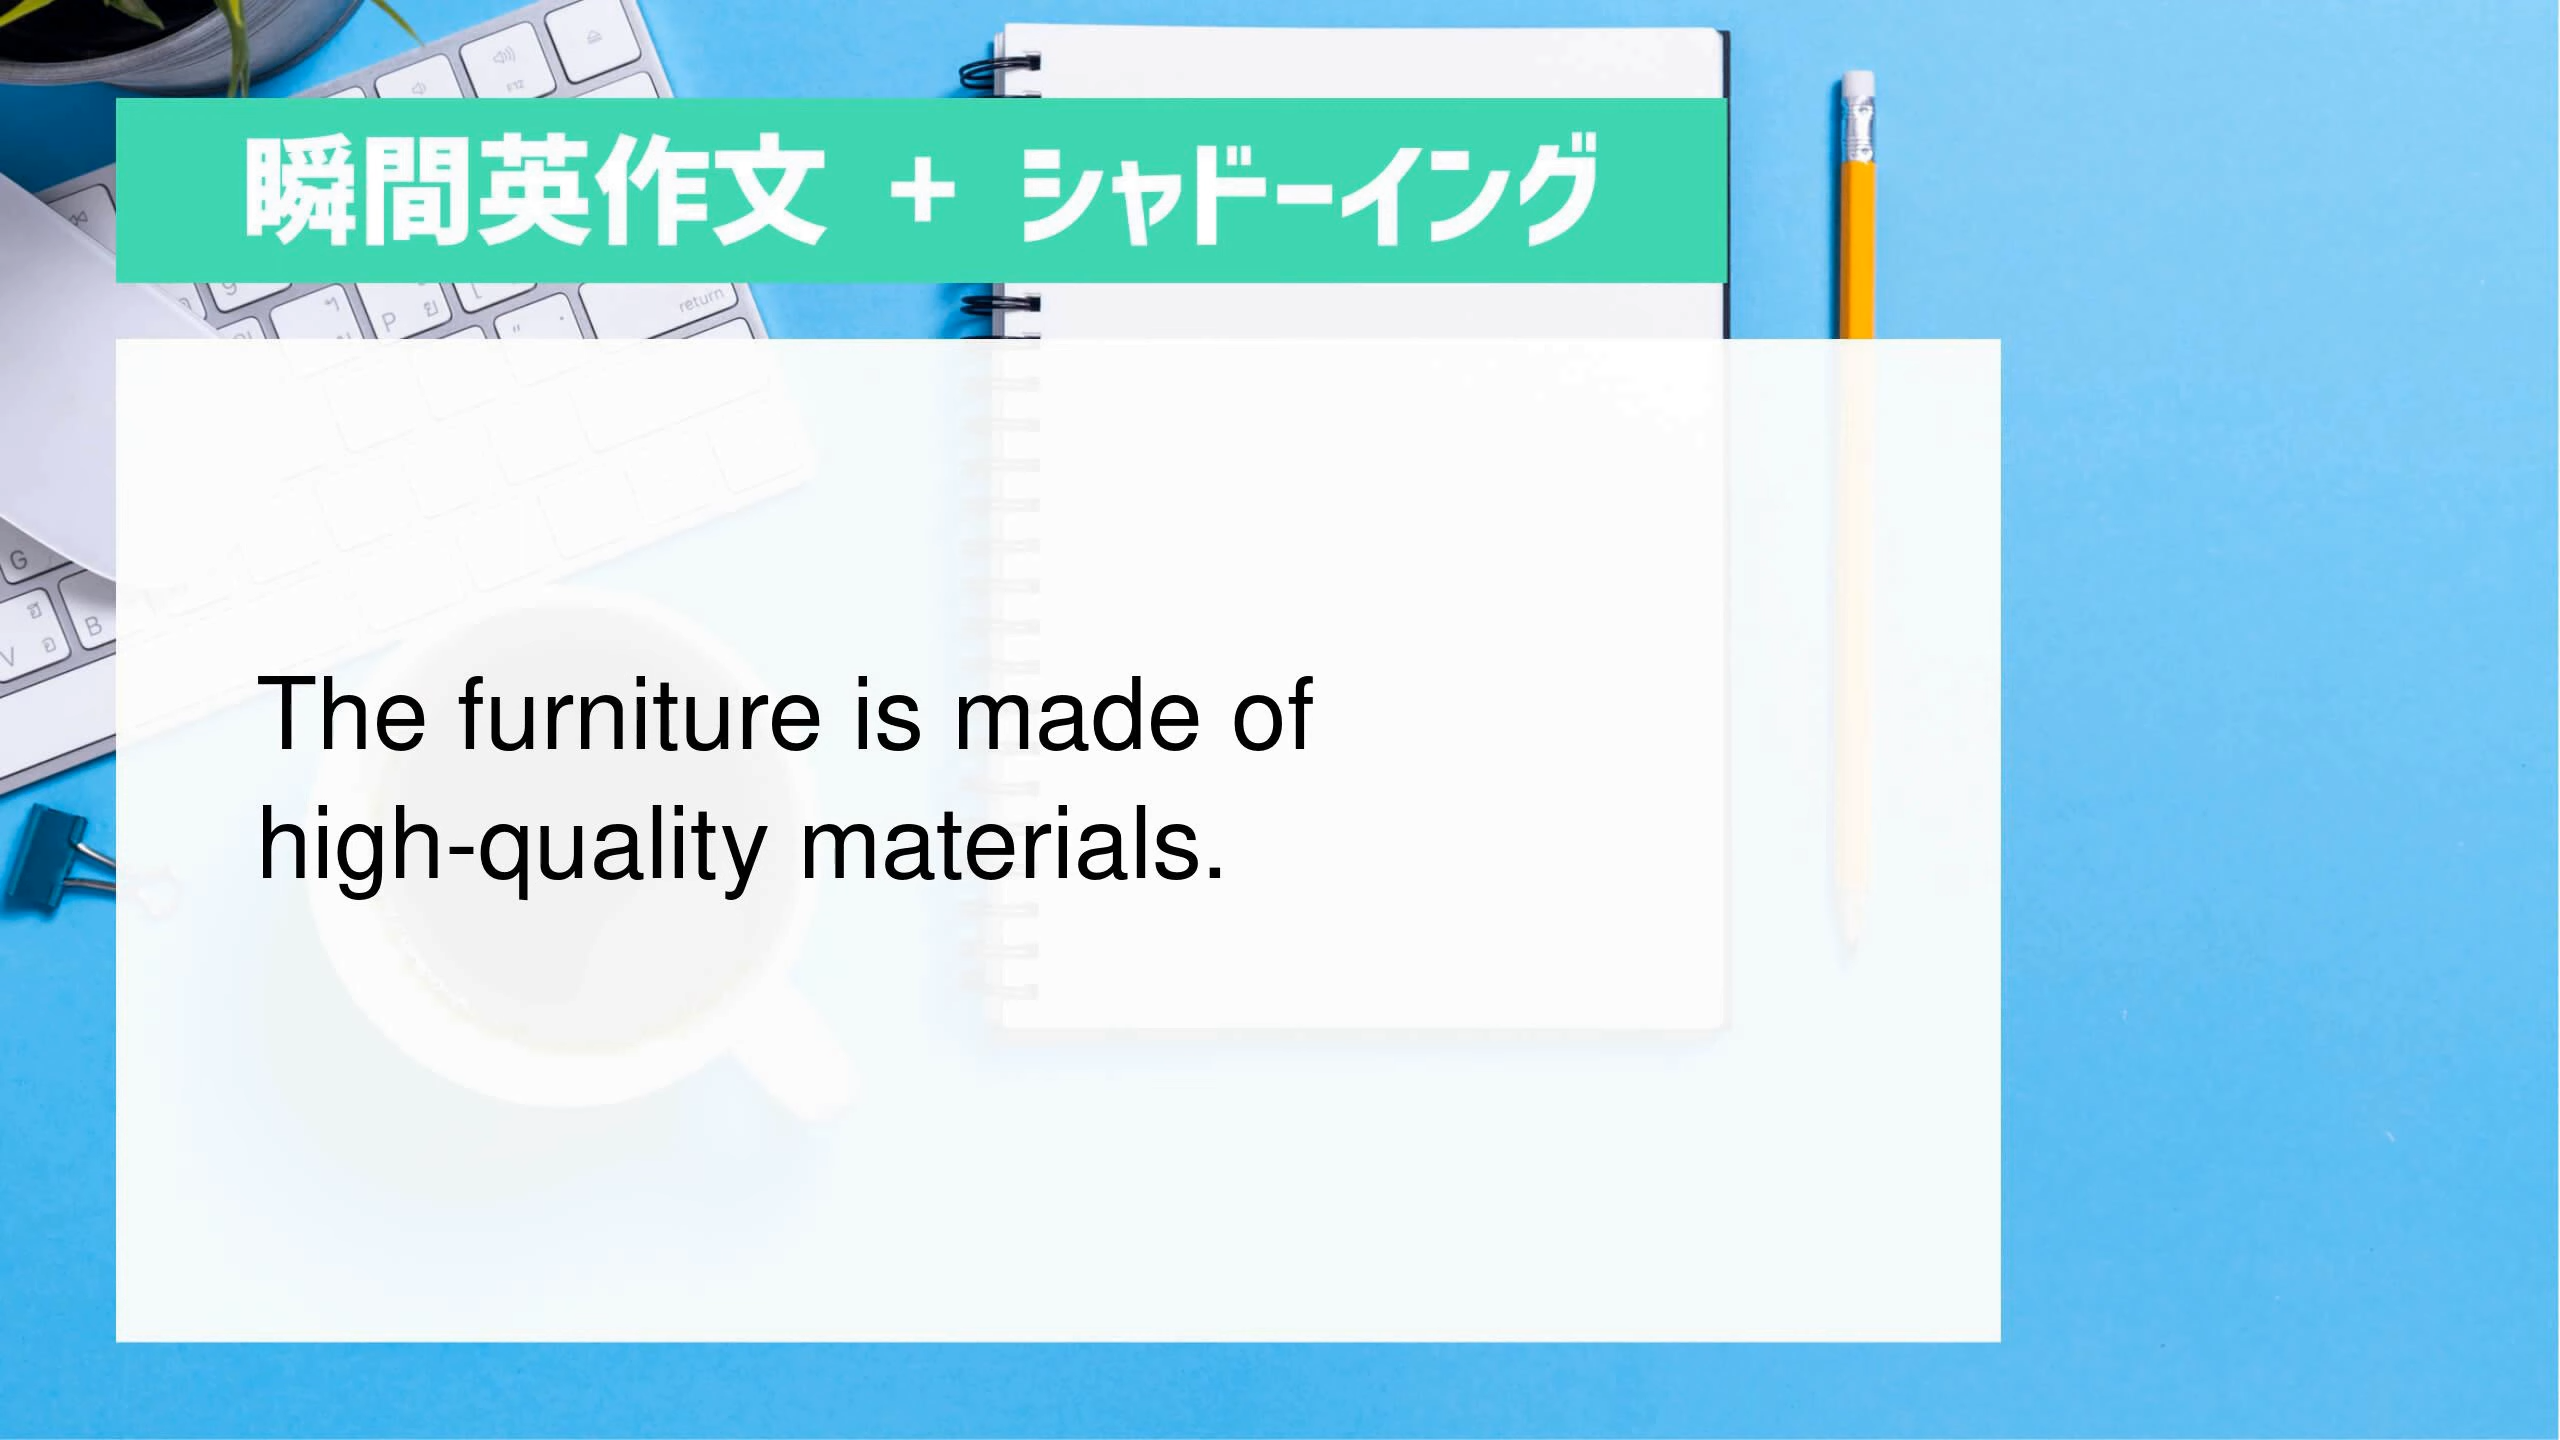 瞬間英作文 + シャドーイング
The furniture is made of
high-quality materials.